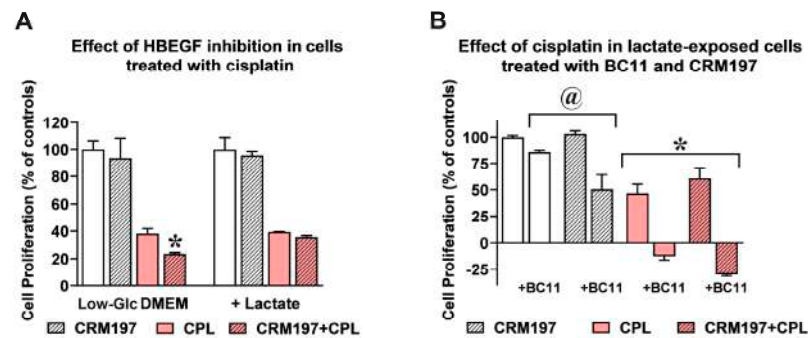 A
Effect of HBEGF inhibition in cells
treated with cisplatin
Cell Proliferation (% of controls)
120
100
80
60
40
20
0
*
Low-Glc DMEM
+ Lactate
CRM197
CPL
CRM197+CPL
B
Effect of cisplatin in lactate-exposed cells
treated with BC11 and CRM197
Cell Proliferation (% of controls)
100
75
50
25
0
-25
@
*
+BC11
+BC11
+BC11
+BC11
CRM197
CPL
CRM197+CPL